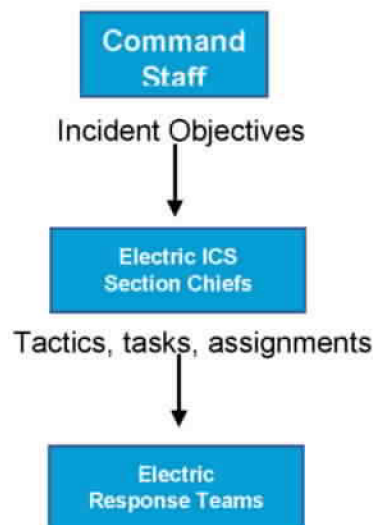 Command
Staff
Incident Objectives
Electric ICS
Section Chiefs
Tactics, tasks, assignments
Electric
Response Teams